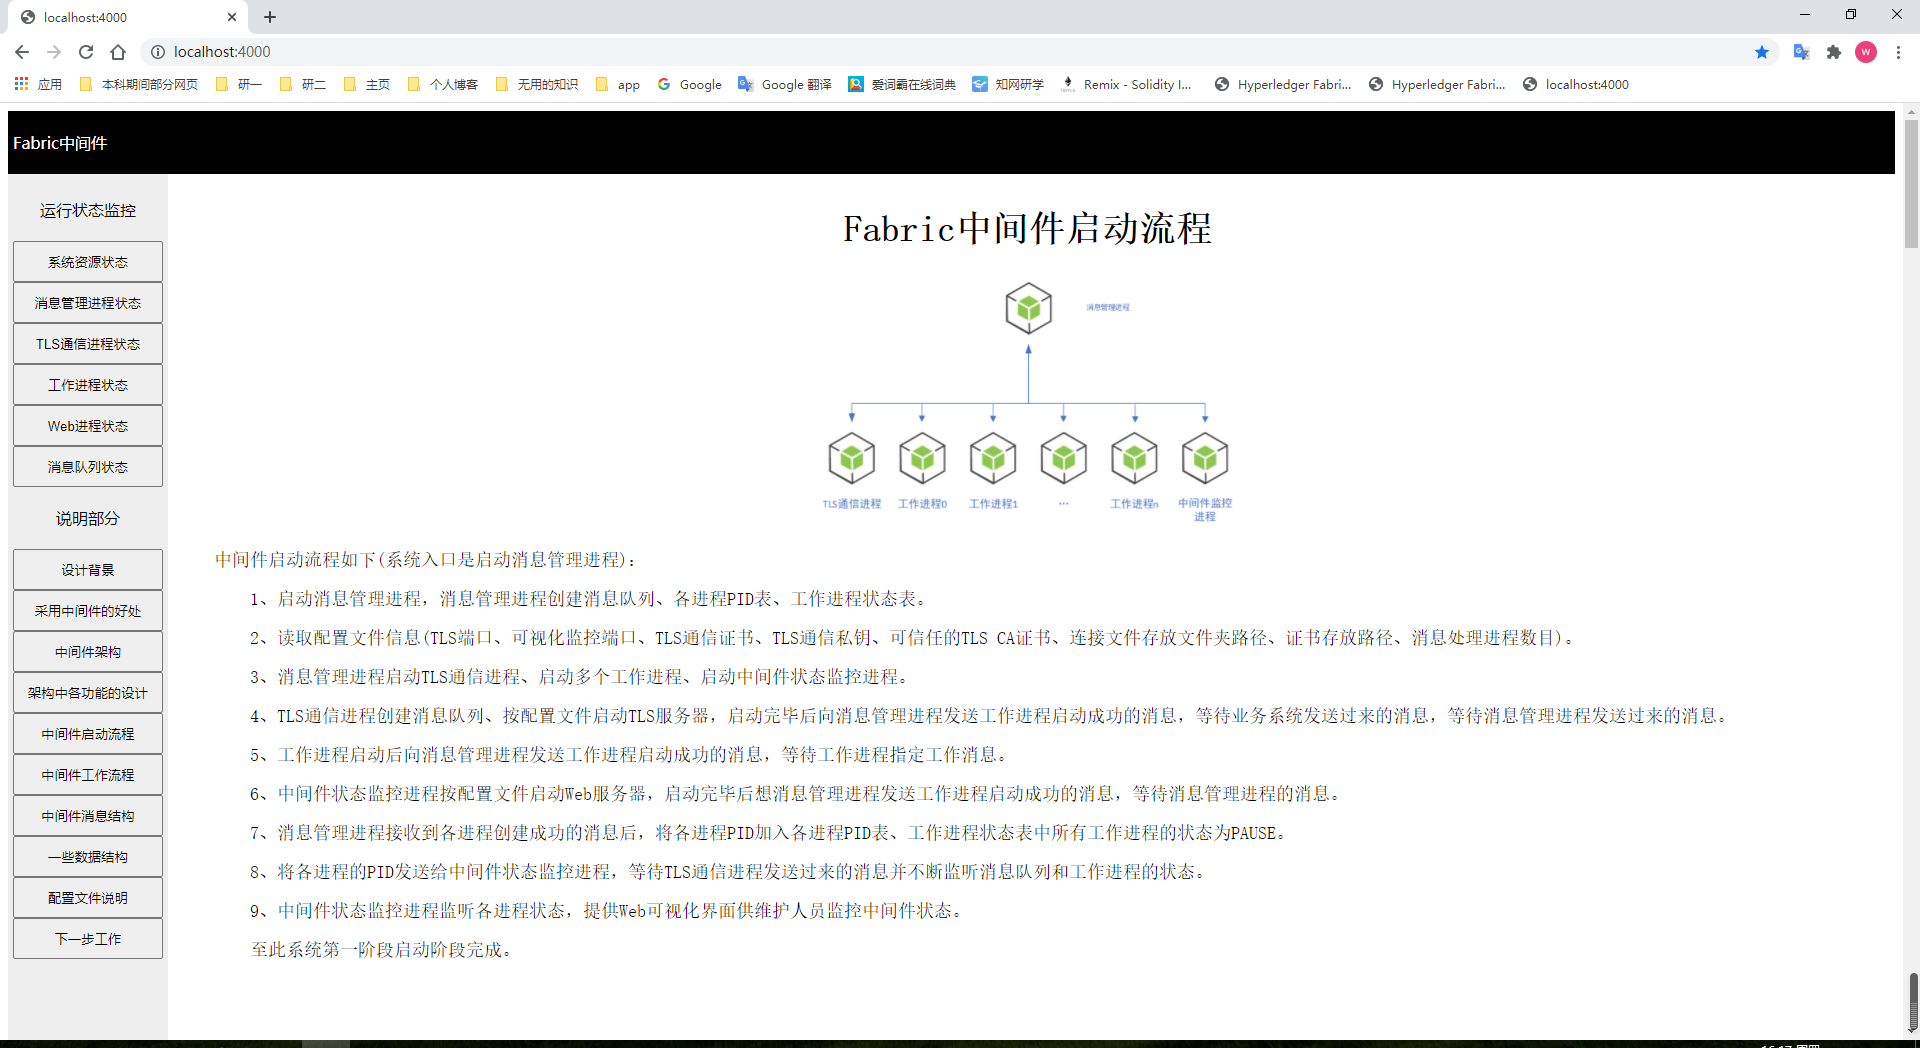 localhost:4000
localhost:4000
W
应用
本科期间部分网页
研一
研二
主页
个人博客
无用的知识
app
Google
Google 翻译
爱词霸在线词典
知网研学
Remix - Solidity I...
Hyperledger Fabri...
Hyperledger Fabri...
localhost:4000
Fabric中间件
运行状态监控
系统资源状态
消息管理进程状态
TLS通信进程状态
工作进程状态
Web进程状态
消息队列状态
说明部分
设计背景
采用中间件的好处
中间件架构
架构中各功能的设计
中间件启动流程
中间件工作流程
中间件消息结构
一些数据结构
配置文件说明
下一步工作
Fabric中间件启动流程
消息管理进程
TLS通信进程
工作进程0
工作进程1
...
工作进程n
中间件监控
进程
中间件启动流程如下(系统入口是启动消息管理进程)：
1、启动消息管理进程，消息管理进程创建消息队列、各进程PID表、工作进程状态表。
2、读取配置文件信息(TLS端口、可视化监控端口、TLS通信证书、TLS通信私钥、可信任的TLS CA证书、连接文件存放文件夹路径、证书存放路径、消息处理进程数目)。
3、消息管理进程启动TLS通信进程、启动多个工作进程、启动中间件状态监控进程。
4、TLS通信进程创建消息队列、按配置文件启动TLS服务器，启动完毕后向消息管理进程发送工作进程启动成功的消息，等待业务系统发送过来的消息，等待消息管理进程发送过来的消息。
5、工作进程启动后向消息管理进程发送工作进程启动成功的消息，等待工作进程指定工作消息。
6、中间件状态监控进程按配置文件启动Web服务器，启动完毕后想消息管理进程发送工作进程启动成功的消息，等待消息管理进程的消息。
7、消息管理进程接收到各进程创建成功的消息后，将各进程PID加入各进程PID表、工作进程状态表中所有工作进程的状态为PAUSE。
8、将各进程的PID发送给中间件状态监控进程，等待TLS通信进程发送过来的消息并不断监听消息队列和工作进程的状态。
9、中间件状态监控进程监听各进程状态，提供Web可视化界面供维护人员监控中间件状态。
至此系统第一阶段启动阶段完成。